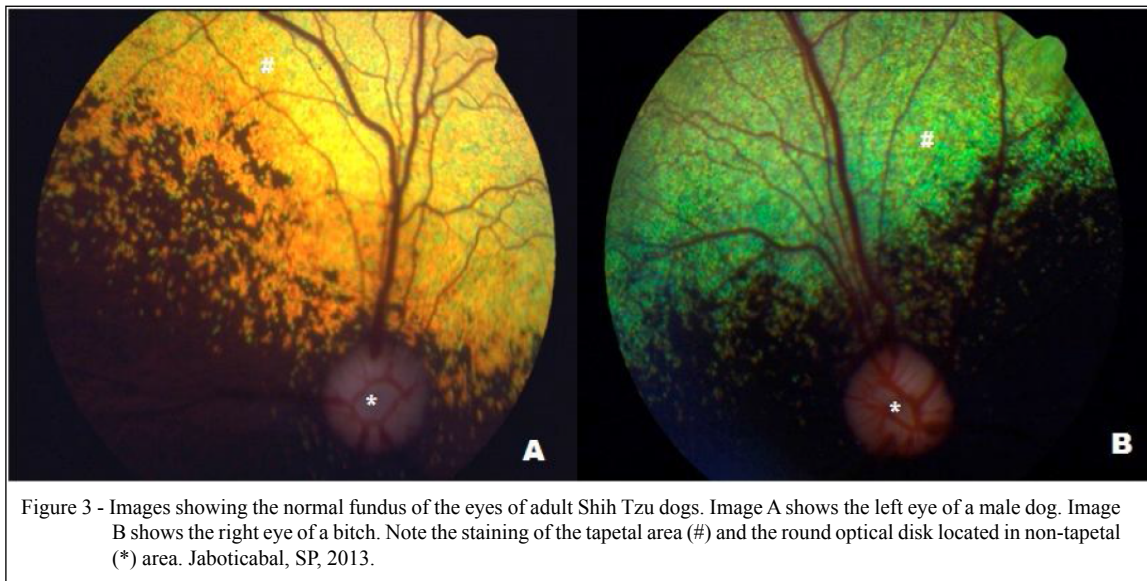 #
#
*
*
A
B
Figure 3 - Images showing the normal fundus of the eyes of adult Shih Tzu dogs. Image A shows the left eye of a male dog. Image
B shows the right eye of a bitch. Note the staining of the tapetal area (#) and the round optical disk located in non-tapetal
(*) area. Jaboticabal, SP, 2013.